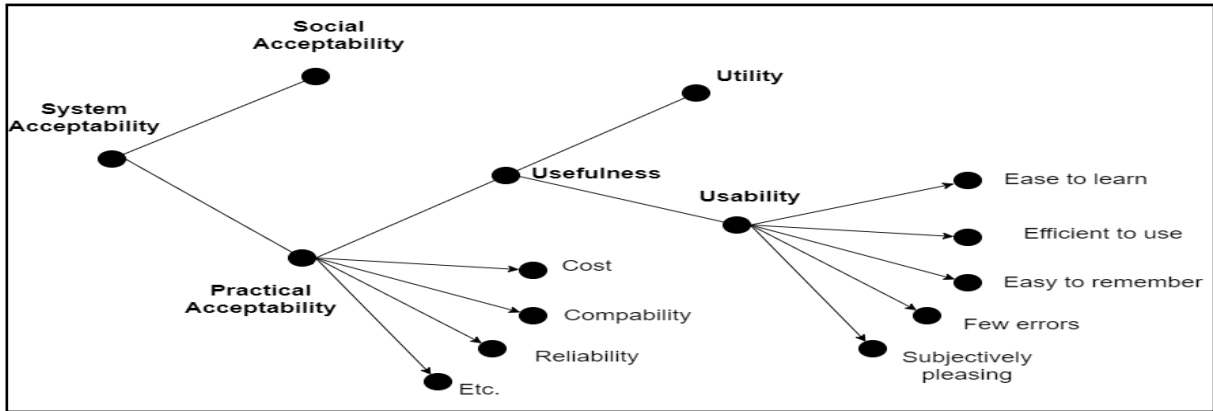 Social
Acceptability
System
Acceptability
Utility
Usefulness
Usability
Ease to learn
Efficient to use
Easy to remember
Few errors
Subjectively
pleasing
Practical
Acceptability
Cost
Compability
Reliability
Etc.